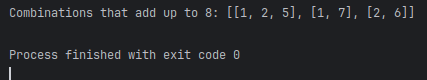 Combinations that add up to 8: [[1, 2, 5], [1, 7], [2, 6]]
Process finished with exit code 0